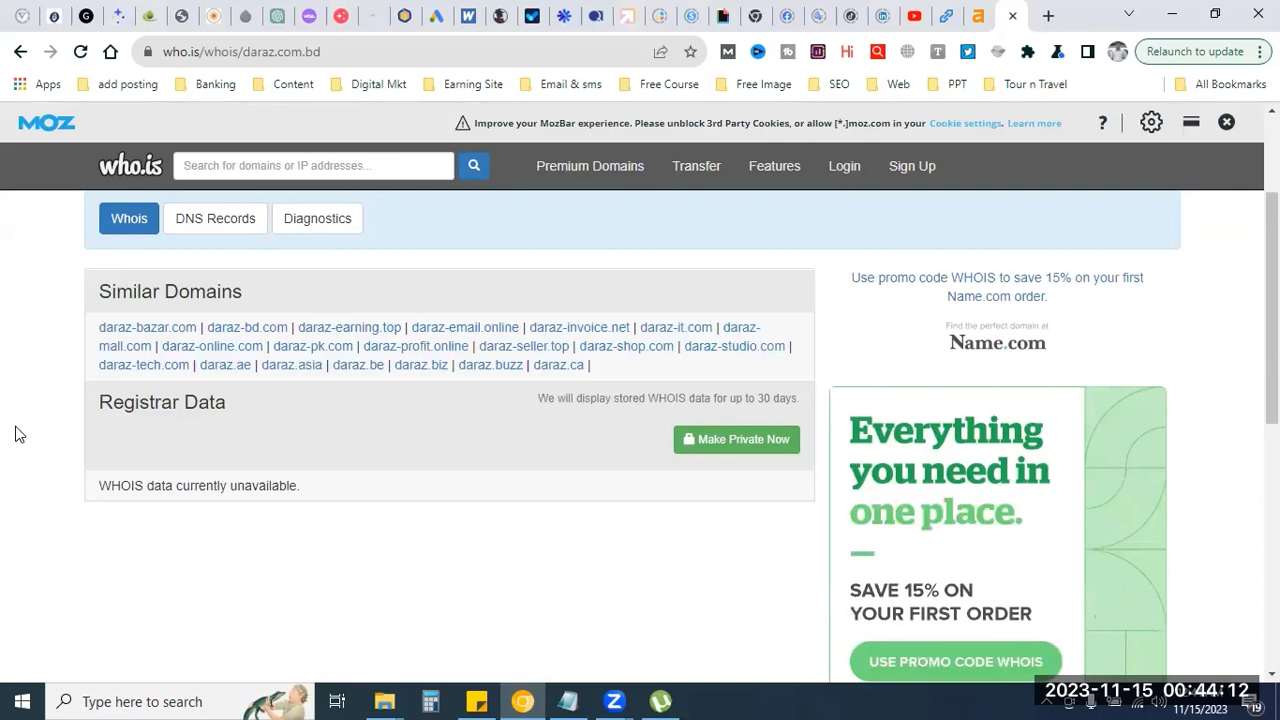 who.is/whois/daraz.com.bd
Relaunch to update
Apps
add posting
Banking
Content
Digital Mkt
Earning Site
Email & sms
Free Course
Free Image
SEO
Web
PPT
Tour n Travel
All Bookmarks
MOZ
Improve your MozBar experience. Please unblock 3rd Party Cookies, or allow [*.]moz.com in your Cookie settings. Learn more
who.is
Search for domains or IP addresses...
Premium Domains
Transfer
Features
Login
Sign Up
Whois
DNS Records
Diagnostics
Similar Domains
daraz-bazar.com | daraz-bd.com | daraz-earning.top | daraz-email.online | daraz-invoice.net | daraz-it.com | daraz-
mall.com | daraz-online.com | daraz-pk.com | daraz-profit.online | daraz-seller.top | daraz-shop.com | daraz-studio.com |
daraz-tech.com | daraz.ae | daraz.asia | daraz.be | daraz.biz | daraz.buzz | daraz.ca |
Registrar Data
We will display stored WHOIS data for up to 30 days.
Make Private Now
WHOIS data currently unavailable.
Use promo code WHOIS to save 15% on your first
Name.com order.
Find the perfect domain at
Name.com
Everything
you need in
one place.
SAVE 15% ON
YOUR FIRST ORDER
USE PROMO CODE WHOIS
Type here to search
2023-11-15 00:44:12
11/15/2023
19